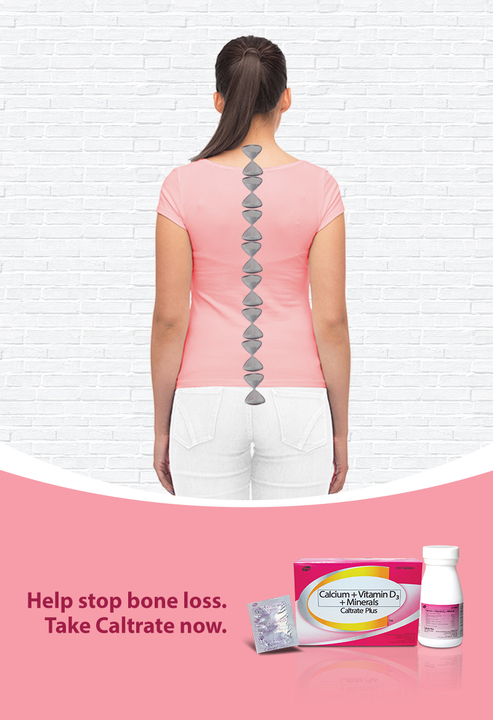 Help stop bone loss.
Take Caltrate now.
Calcium + Vitamin D₃
+ Minerals
Caltrate Plus